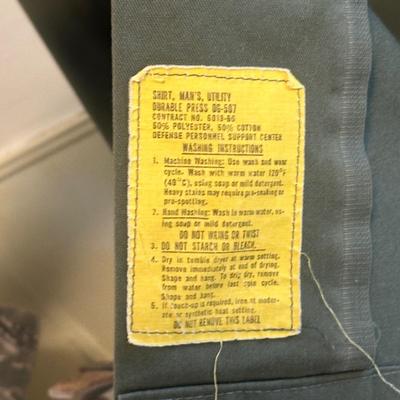 SHIRT, MAN'S, UTILITY
DURABLE PRESS OG-507
CONTRACT NO. 5013-86
50% POLYESTER, 50% COTTON
DEFENSE PERSONNEL SUPPORT CENTER
WASHING INSTRUCTIONS
1. Machine Washing: Use wash and wear
cycle. Wash with warm water 120°F
(49°C), using soap or mild detergent.
Heavy stains may require pre-soaking or
pre-spotting.
2. Hand Washing: Wash in warm water, us-
ing soap or mild detergent.
DO NOT WRING OR TWIST
3. DO NOT STARCH OR BLEACH.
4. Dry in tumble dryer at warm setting.
Remove immediately at end of drying.
Shape and hang. To drip dry, remove
from water before last spin cycle.
Shape and hang.
5. If touch-up is required, iron at moder-
ate or synthetic heat setting.
DO NOT REMOVE THIS LABEL